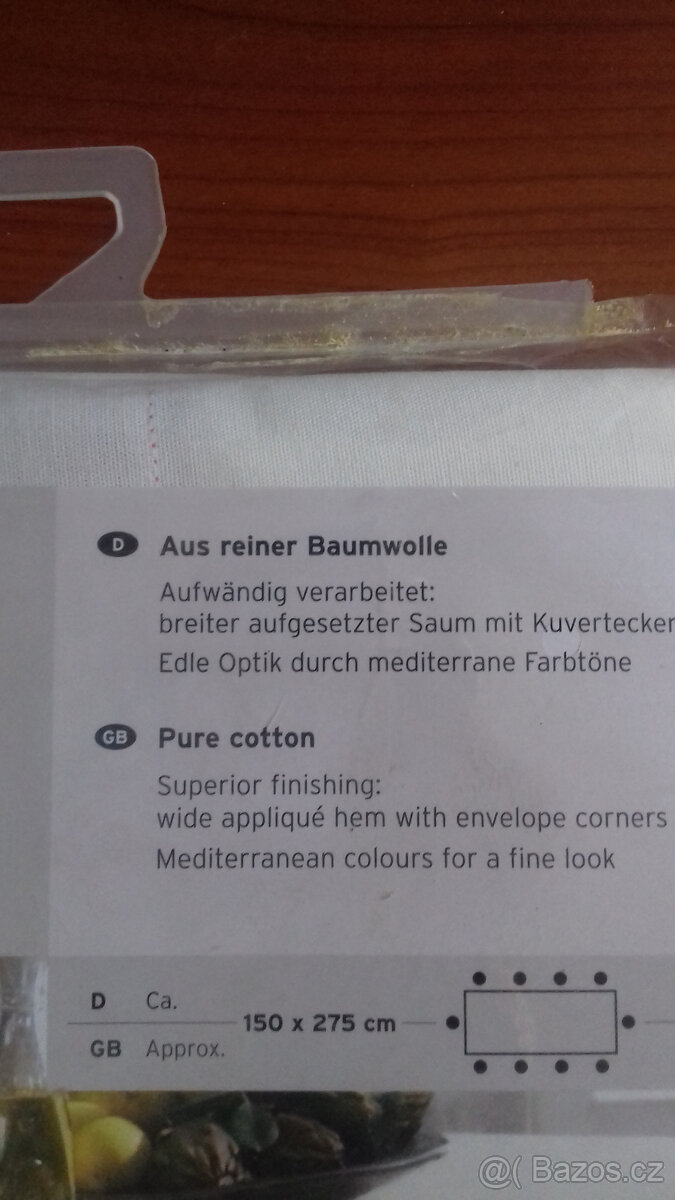 D Aus reiner Baumwolle
Aufwändig verarbeitet:
breiter aufgesetzter Saum mit Kuvertecken
Edle Optik durch mediterrane Farbtöne
GB Pure cotton
Superior finishing:
wide appliqué hem with envelope corners
Mediterranean colours for a fine look
D Ca.
150 x 275 cm
GB Approx.
@( Bazos.cz